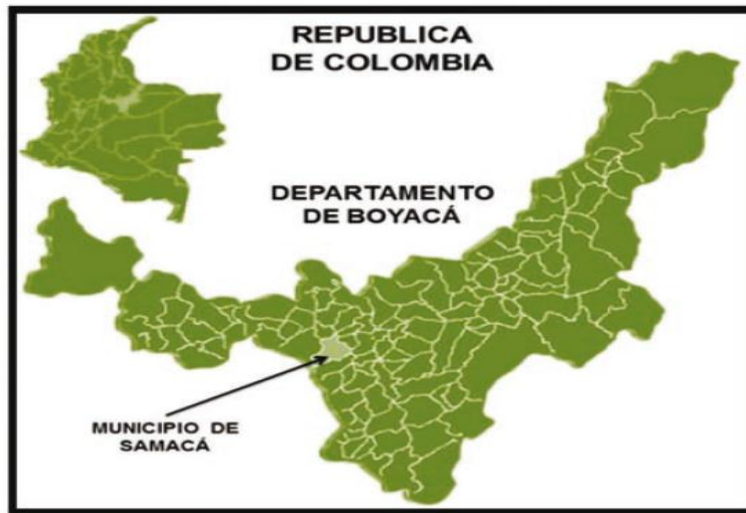 REPUBLICA
DE COLOMBIA
DEPARTAMENTO
DE BOYACÁ
MUNICIPIO DE
SAMACÁ